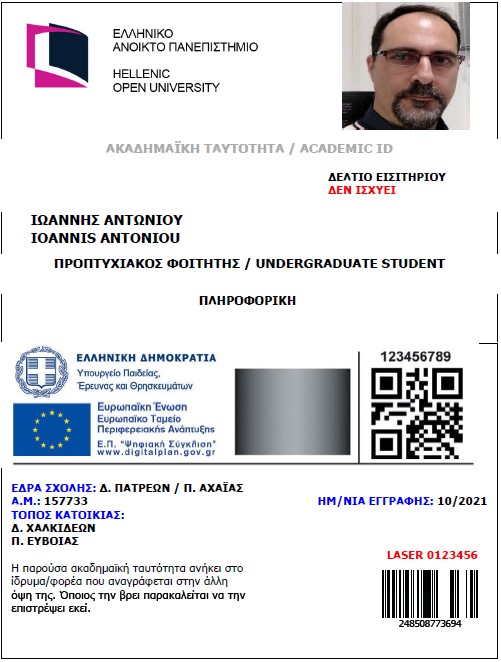 ΕΛΛΗΝΙΚΟ
ΑΝΟΙΚΤΟ ΠΑΝΕΠΙΣΤΗΜΙΟ
HELLENIC
OPEN UNIVERSITY
ΑΚΑΔΗΜΑΪΚΗ ΤΑΥΤΟΤΗΤΑ / ACADEMIC ID
ΔΕΛΤΙΟ ΕΙΣΙΤΗΡΙΟΥ
ΔΕΝ ΙΣΧΥΕΙ
ΙΩΑΝΝΗΣ ΑΝΤΩΝΙΟΥ
IOANNIS ANTONIOU
ΠΡΟΠΤΥΧΙΑΚΟΣ ΦΟΙΤΗΤΗΣ / UNDERGRADUATE STUDENT
ΠΛΗΡΟΦΟΡΙΚΗ
ΕΛΛΗΝΙΚΗ ΔΗΜΟΚΡΑΤΙΑ
Υπουργείο Παιδείας,
Έρευνας και Θρησκευμάτων
Ευρωπαϊκή Ένωση
Ευρωπαϊκό Ταμείο
Περιφερειακής Ανάπτυξης
Ε.Π. "Ψηφιακή Σύγκλιση"
www.digitalplan.gov.gr
123456789
ΕΔΡΑ ΣΧΟΛΗΣ: Δ. ΠΑΤΡΕΩΝ / Π. ΑΧΑΪΑΣ
Α.Μ.: 157733
ΗΜ/ΝΙΑ ΕΓΓΡΑΦΗΣ: 10/2021
ΤΟΠΟΣ ΚΑΤΟΙΚΙΑΣ:
Δ. ΧΑΛΚΙΔΕΩΝ
Π. ΕΥΒΟΙΑΣ
LASER 0123456
Η παρούσα ακαδημαϊκή ταυτότητα ανήκει στο
ίδρυμα/φορέα που αναγράφεται στην άλλη
όψη της. Όποιος την βρει παρακαλείται να την
επιστρέψει εκεί.
248508773694